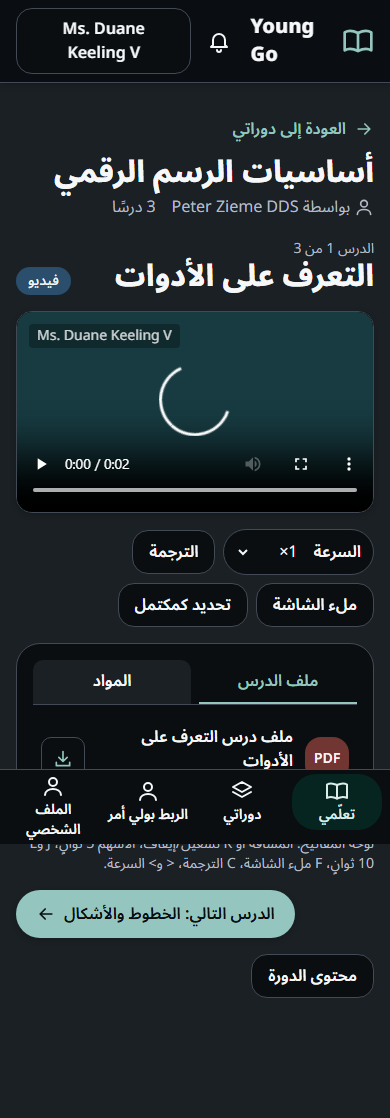 Young Go
Ms. Duane Keeling V
العودة إلى دوراتي
أساسيات الرسم الرقمي
بواسطة Peter Zieme DDS
3 درسًا
الدرس 1 من 3
التعرف على الأدوات
فيديو
Ms. Duane Keeling V
0:00 / 0:02
السرعة
1×
الترجمة
ملء الشاشة
تحديد كمكتمل
ملف الدرس
المواد
PDF
ملف درس التعرف على
الأدوات
تعلّمي
دوراتي
الربط بولي أمر
الملف الشخصي
10 ثوانٍ، F ملء الشاشة، C الترجمة، < و> السرعة.
الدرس التالي: الخطوط والأشكال
محتوى الدورة